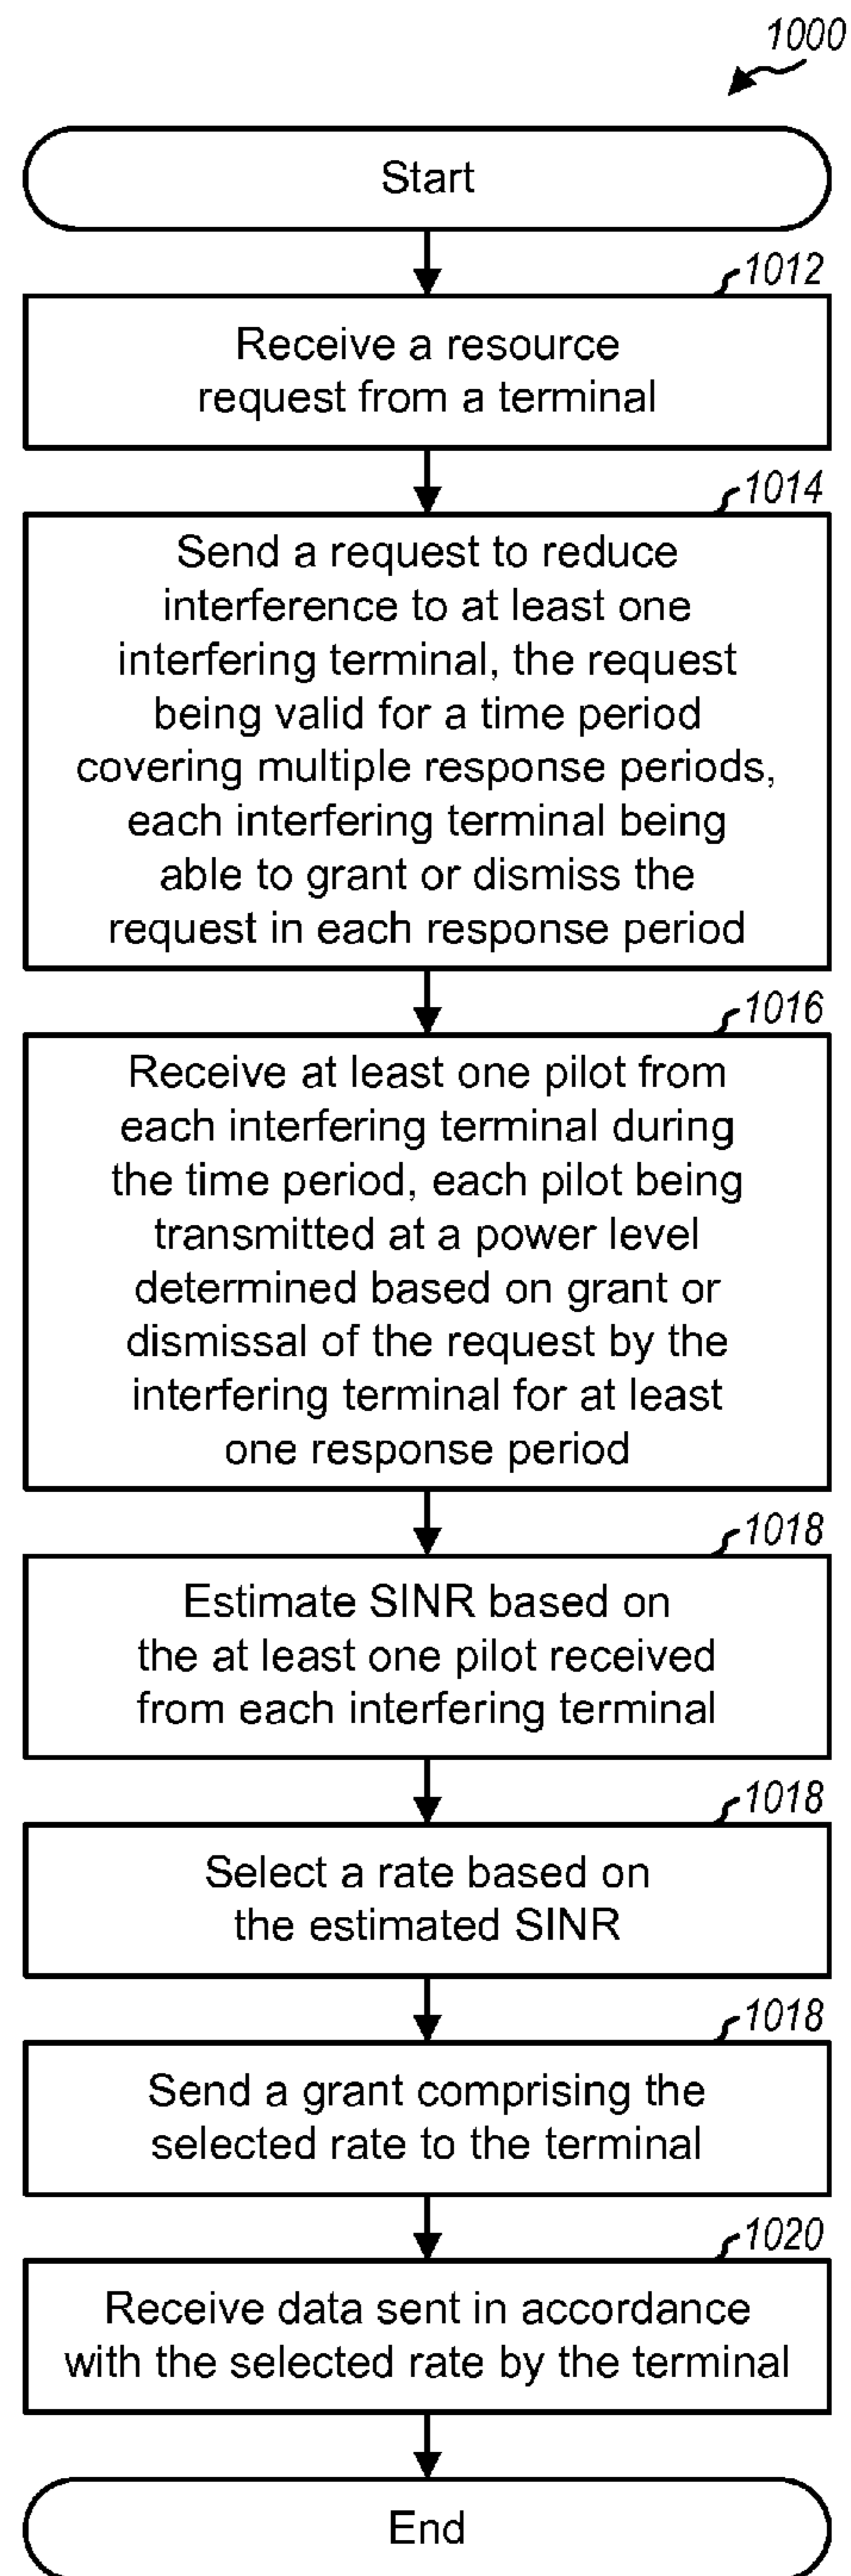 1000
Start
1012
Receive a resource
request from a terminal
1014
Send a request to reduce
interference to at least one
interfering terminal, the request
being valid for a time period
covering multiple response periods,
each interfering terminal being
able to grant or dismiss the
request in each response period
1016
Receive at least one pilot from
each interfering terminal during
the time period, each pilot being
transmitted at a power level
determined based on grant or
dismissal of the request by the
interfering terminal for at least
one response period
1018
Estimate SINR based on
the at least one pilot received
from each interfering terminal
1018
Select a rate based on
the estimated SINR
1018
Send a grant comprising the
selected rate to the terminal
1020
Receive data sent in accordance
with the selected rate by the terminal
End